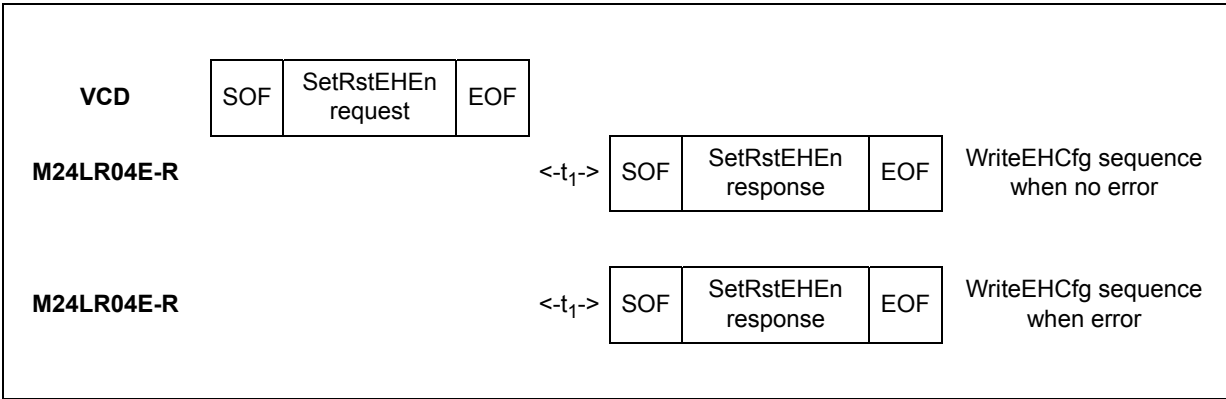 VCD SOF SetRstEHEn request EOF
M24LR04E-R <-t1-> SOF SetRstEHEn response EOF WriteEHCfg sequence when no error
M24LR04E-R <-t1-> SOF SetRstEHEn response EOF WriteEHCfg sequence when error